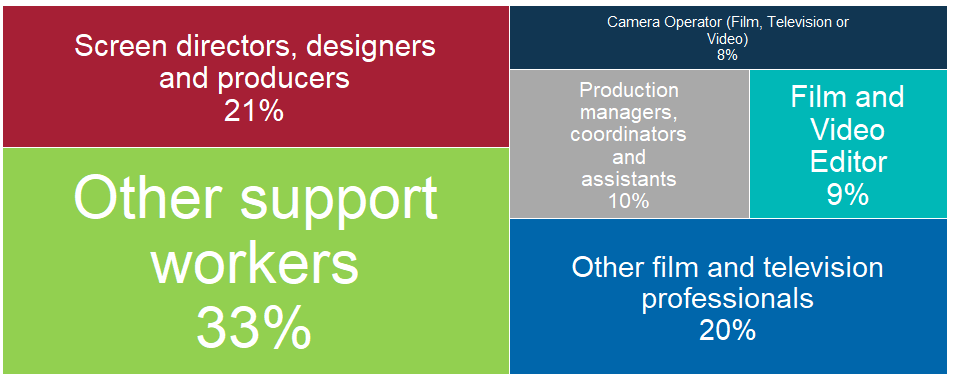 Screen directors, designers
and producers
21%
Other support
workers
33%
Camera Operator (Film, Television or
Video)
8%
Production
managers,
coordinators
and
assistants
10%
Film and
Video
Editor
9%
Other film and television
professionals
20%